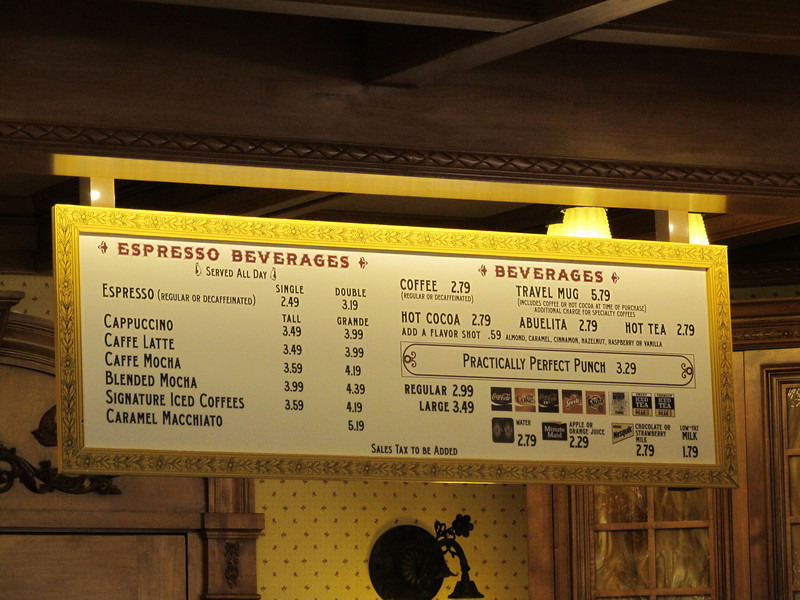 ESPRESSO BEVERAGES
SERVED ALL DAY
SINGLE DOUBLE
ESPRESSO (REGULAR OR DECAFFEINATED) 2.49 3.19
TALL GRANDE
CAPPUCCINO 3.49 3.99
CAFFE LATTE 3.49 3.99
CAFFE MOCHA 3.59 4.19
BLENDED MOCHA 3.99 4.39
SIGNATURE ICED COFFEES 3.59 4.19
CARAMEL MACCHIATO 5.19
BEVERAGES
COFFEE 2.79
(REGULAR OR DECAFFEINATED)
TRAVEL MUG 5.79
(INCLUDES COFFEE OR HOT COCOA AT TIME OF PURCHASE)
ADDITIONAL CHARGE FOR SPECIALTY COFFEES
HOT COCOA 2.79 ABUELITA 2.79 HOT TEA 2.79
ADD A FLAVOR SHOT .59 ALMOND, CARAMEL, CINNAMON, HAZELNUT, RASPBERRY OR VANILLA
PRACTICALLY PERFECT PUNCH 3.29
REGULAR 2.99
LARGE 3.49
WATER
2.79
Minute Maid
APPLE OR
ORANGE JUICE
2.29
Nesquik
CHOCOLATE OR
STRAWBERRY
MILK
2.79
LOW-FAT
MILK
1.79
SALES TAX TO BE ADDED